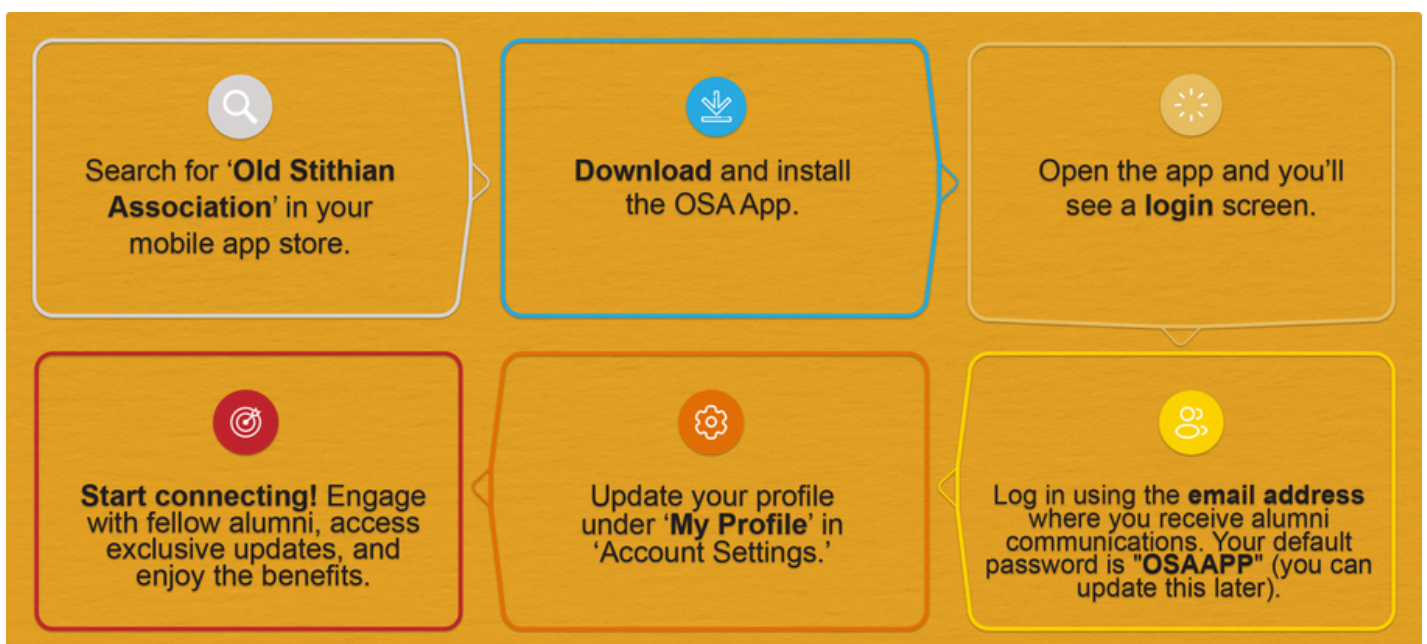 Search for ‘Old Stithian
Association’ in your
mobile app store.
Download and install
the OSA App.
Open the app and you’ll
see a login screen.
Log in using the email address
where you receive alumni
communications. Your default
password is "OSAAPP" (you can
update this later).
Update your profile
under ‘My Profile’ in
‘Account Settings.’
Start connecting! Engage
with fellow alumni, access
exclusive updates, and
enjoy the benefits.